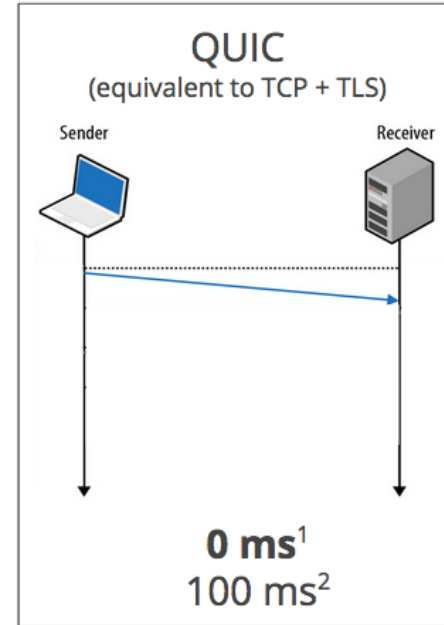 QUIC
(equivalent to TCP + TLS)
Sender Receiver
0 ms¹
100 ms²